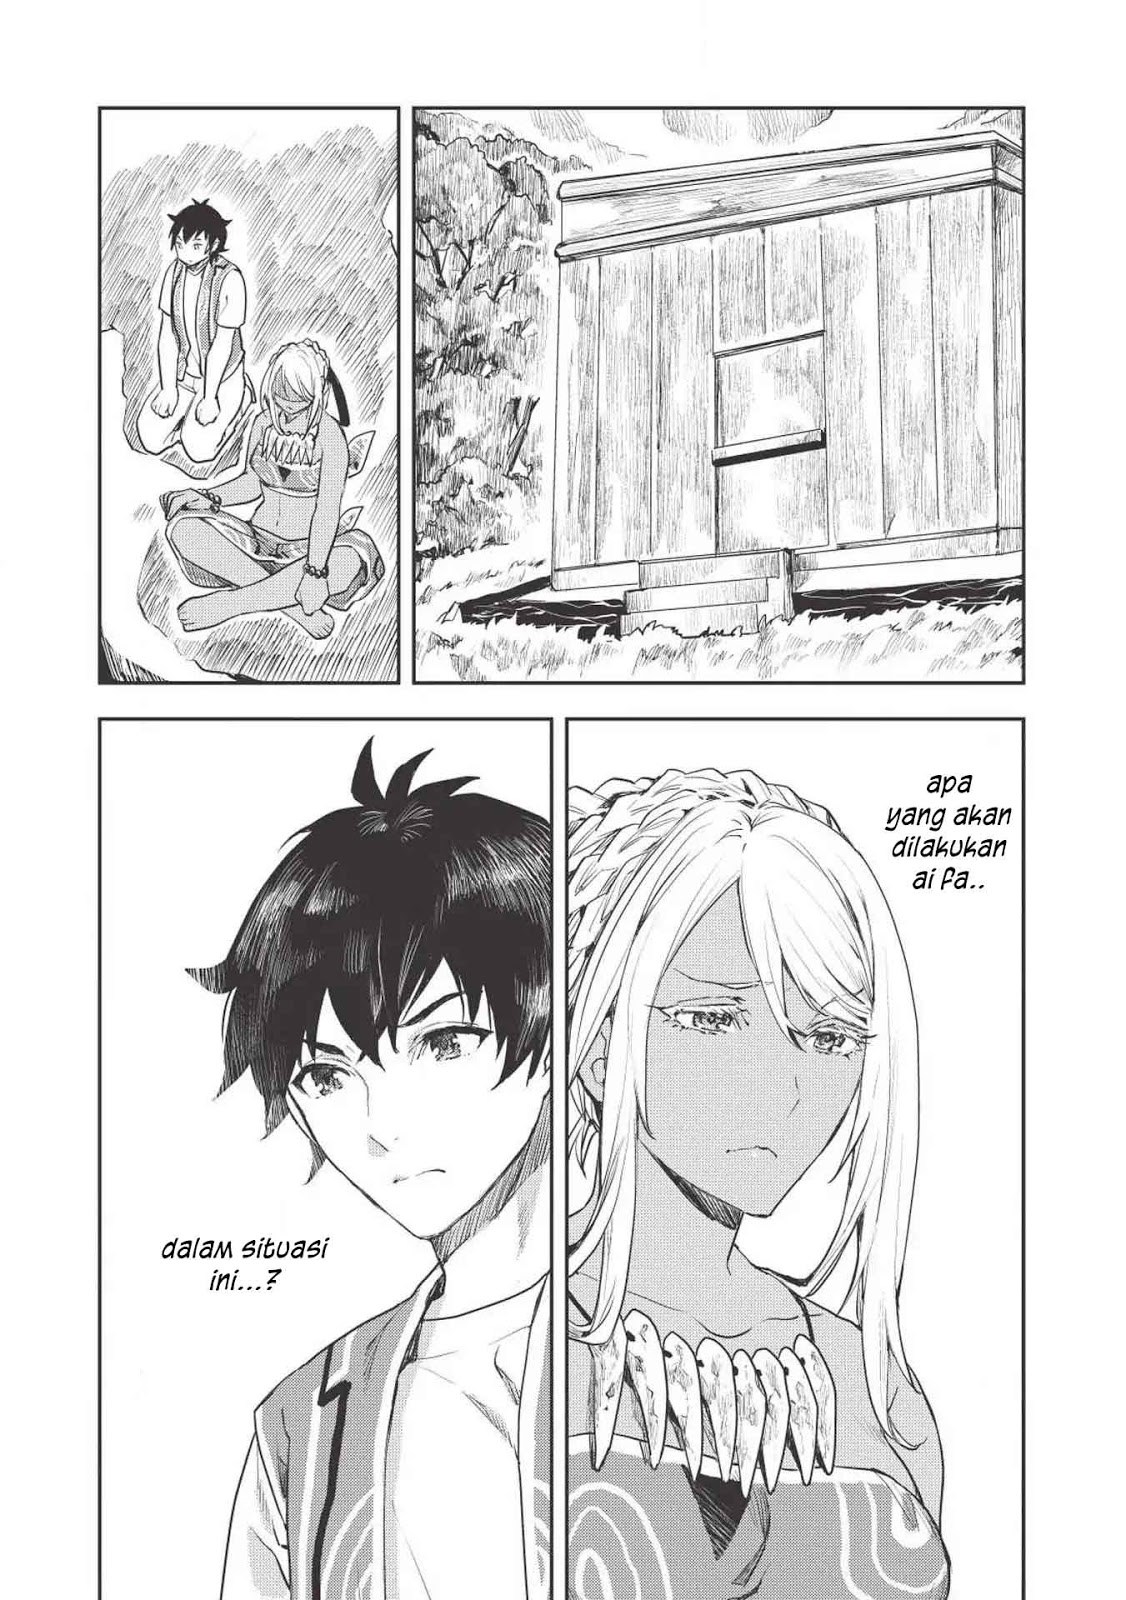 apa
yang akan
dilakukan
ai fa..
dalam situasi
ini...?